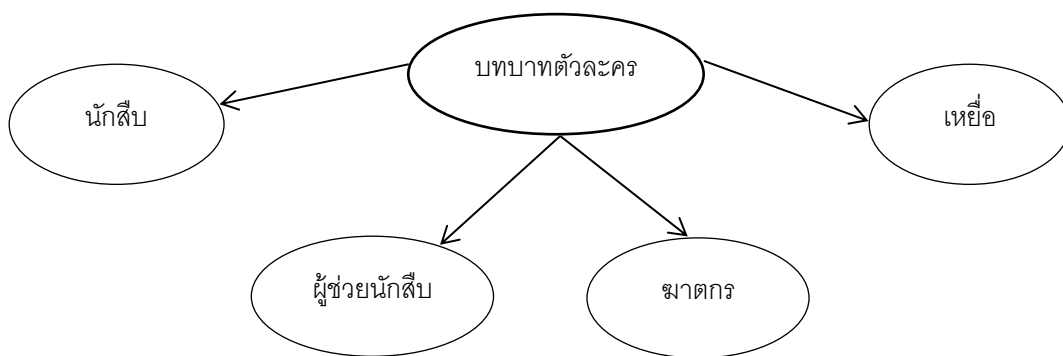 บทบาทตัวละคร
นักสืบ
เหยื่อ
ผู้ช่วยนักสืบ
ฆาตกร